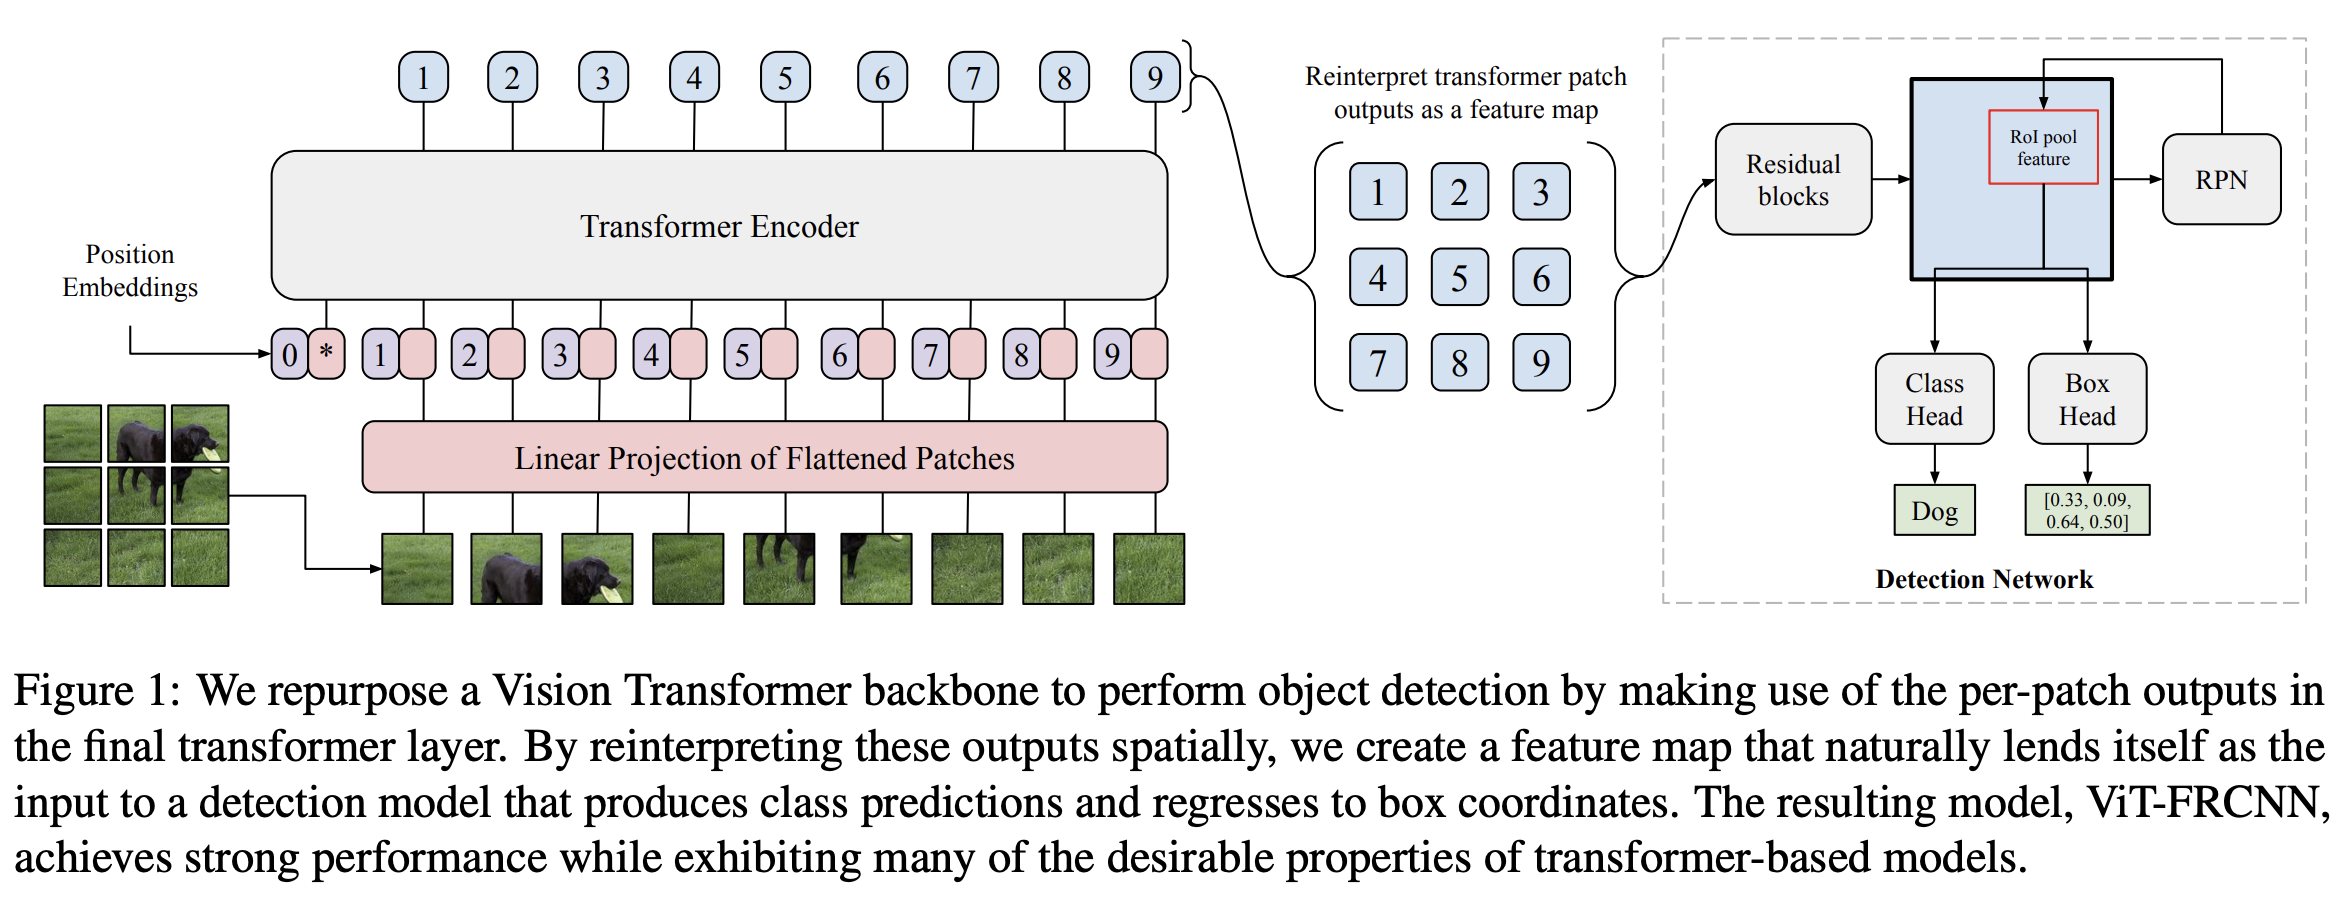 1 2 3 4 5 6 7 8 9
Transformer Encoder
Position
Embeddings
0 * 1 2 3 4 5 6 7 8 9
Linear Projection of Flattened Patches
Reinterpret transformer patch
outputs as a feature map
1 2 3
4 5 6
7 8 9
Residual
blocks
RoI pool
feature
RPN
Class
Head
Box
Head
Dog
[0.33, 0.09,
0.64, 0.50]
Detection Network
Figure 1: We repurpose a Vision Transformer backbone to perform object detection by making use of the per-patch outputs in
the final transformer layer. By reinterpreting these outputs spatially, we create a feature map that naturally lends itself as the
input to a detection model that produces class predictions and regresses to box coordinates. The resulting model, ViT-FRCNN,
achieves strong performance while exhibiting many of the desirable properties of transformer-based models.